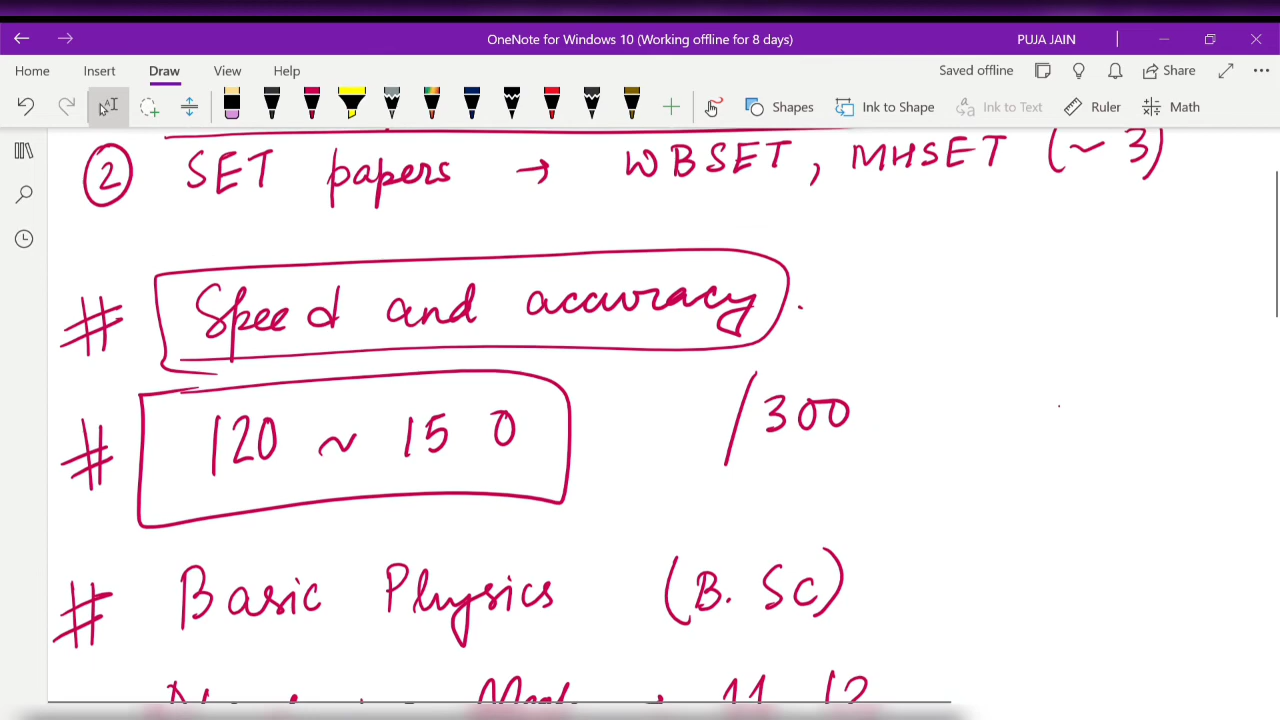 OneNote for Windows 10 (Working offline for 8 days) PUJA JAIN
Home Insert Draw View Help Saved offline Share
Shapes Ink to Shape Ink to Text Ruler Math
② SET papers → WBSET, MHSET (~ 3)
# Speed and accuracy.
# 120 ~ 150 /300
# Basic Physics (B. Sc)
11 12